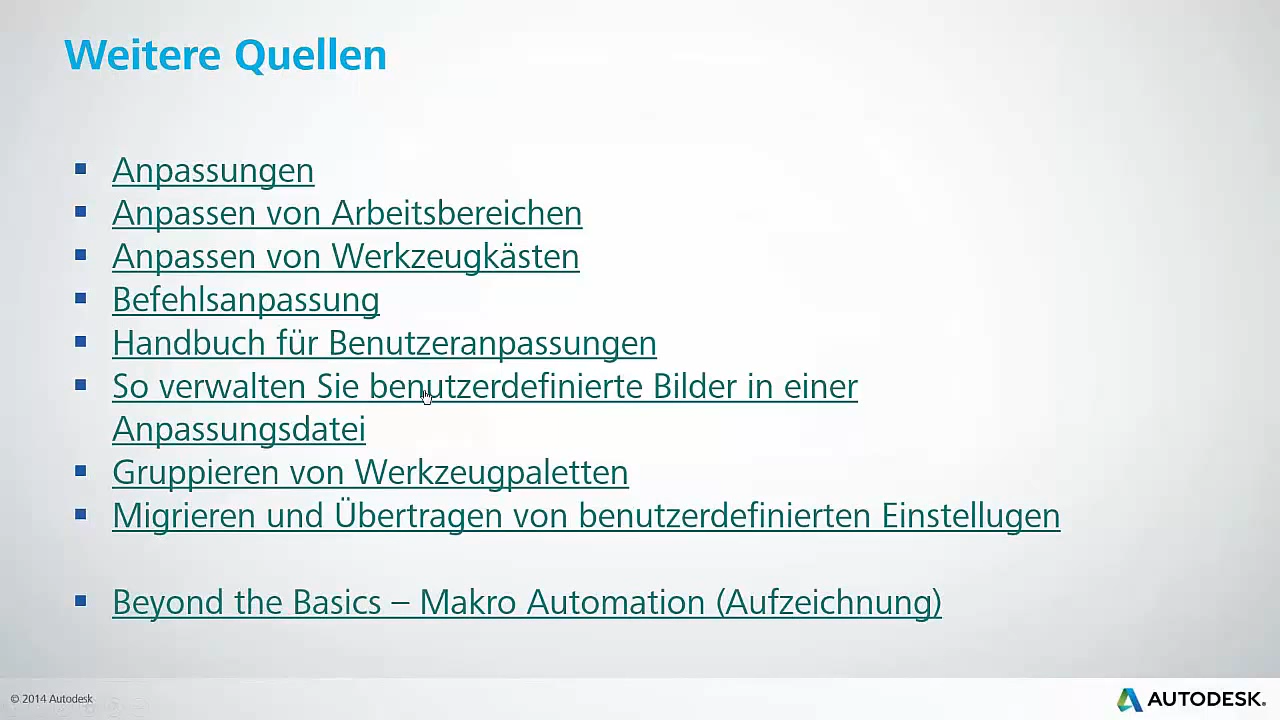 Weitere Quellen
Anpassungen
Anpassen von Arbeitsbereichen
Anpassen von Werkzeugkästen
Befehlsanpassung
Handbuch für Benutzeranpassungen
So verwalten Sie benutzerdefinierte Bilder in einer
Anpassungsdatei
Gruppieren von Werkzeugpaletten
Migrieren und Übertragen von benutzerdefinierten Einstellugen
Beyond the Basics – Makro Automation (Aufzeichnung)
© 2014 Autodesk
AUTODESK.